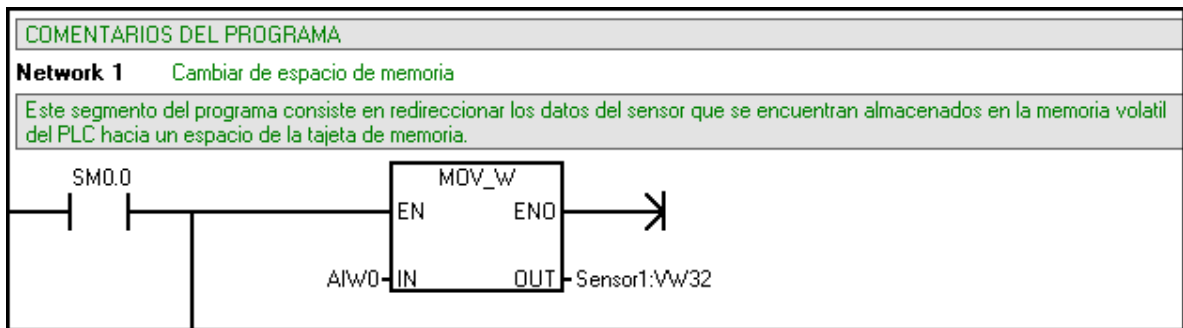 COMENTARIOS DEL PROGRAMA
Network 1 Cambiar de espacio de memoria
Este segmento del programa consiste en redireccionar los datos del sensor que se encuentran almacenados en la memoria volatil
del PLC hacia un espacio de la tajeta de memoria.
SM0.0
MOV_W
EN ENO
AIW0 IN OUT Sensor1:VW32